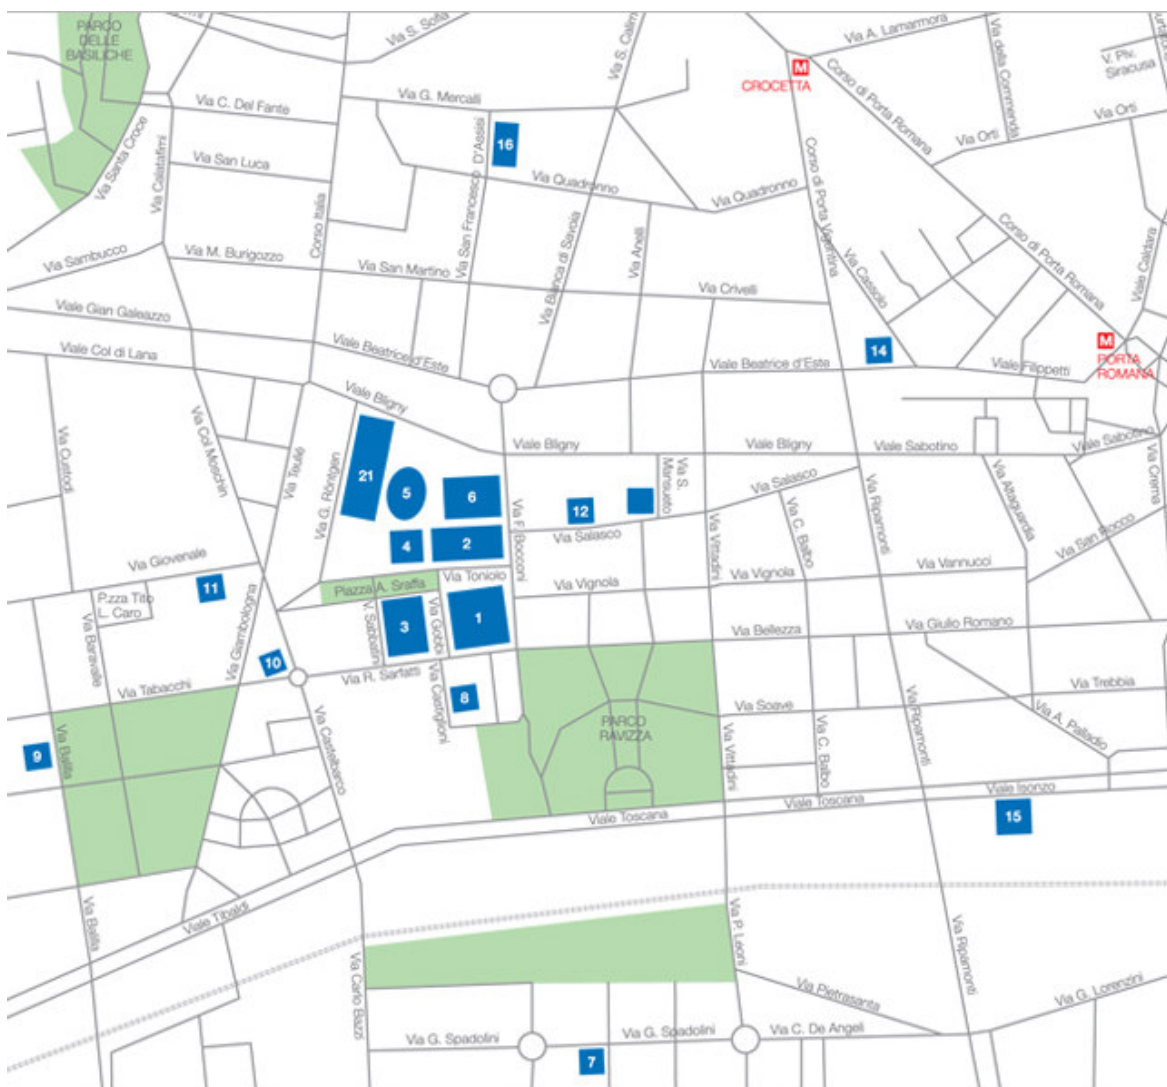 PARCO
DELLE
BASILICHE
Via S. Sofia
Via S. Calim
Via A. Lamarmora
Via della Commenda
V. Piv.
Siracusa
M
CROCETTA
Via G. Mercalli
Via C. Del Fante
Corso di Porta Romana
Via Orti
Via Orti
Via Santa Croce
Via Calatafimi
Via San Luca
16
Via San Francesco D'Assisi
Via Quadronno
Via Quadronno
Corso di Porta Vigentina
Corso Italia
Via Sambucco
Via M. Burigozzo
Via San Martino
Via Bianca di Savoia
Via Anelli
Via Crivelli
Via Cassolo
Corso di Porta Romana
Viale Caldara
Viale Gian Galeazzo
Viale Col di Lana
Viale Beatrice d'Este
Viale Beatrice d'Este
14
Viale Filippetti
M
PORTA
ROMANA
Viale Bligny
Viale Bligny
Viale Bligny
Viale Sabotino
Viale Sabotino
Via Custodi
Via Col Moschin
Via Teulié
Via G. Röntgen
21
5
6
4
2
12
Via F. Bocconi
Via S.
Mansueto
Via Salasco
Via Salasco
Via Vittadini
Via C. Balbo
Via Ripamonti
Via Altaguardia
Via Crema
Via San Rocco
Via Giovenale
11
P.zza Tito
L. Caro
Via Baravalle
Via Giambologna
Piazza A. Sraffa
Via Toniolo
Via Vignola
Via Vignola
Via Vannucci
V. Sabbatini
3
Via Gobbi
1
Via Bellezza
Via Giulio Romano
10
Via Tabacchi
Via R. Sarfatti
Via Castiglioni
8
Via Trebbia
Via Soave
PARCO
RAVIZZA
Via Balilla
9
Via Castelbarco
Via Vittadini
Via C. Balbo
Via Ripamonti
Via A. Palladio
Viale Isonzo
Viale Toscana
Viale Toscana
15
Viale Tibaldi
Via Balilla
Via Carlo Bazzi
Via P. Leoni
Via Ripamonti
Via Pietrasanta
Via G. Lorenzini
Via G. Spadolini
Via G. Spadolini
Via C. De Angeli
7